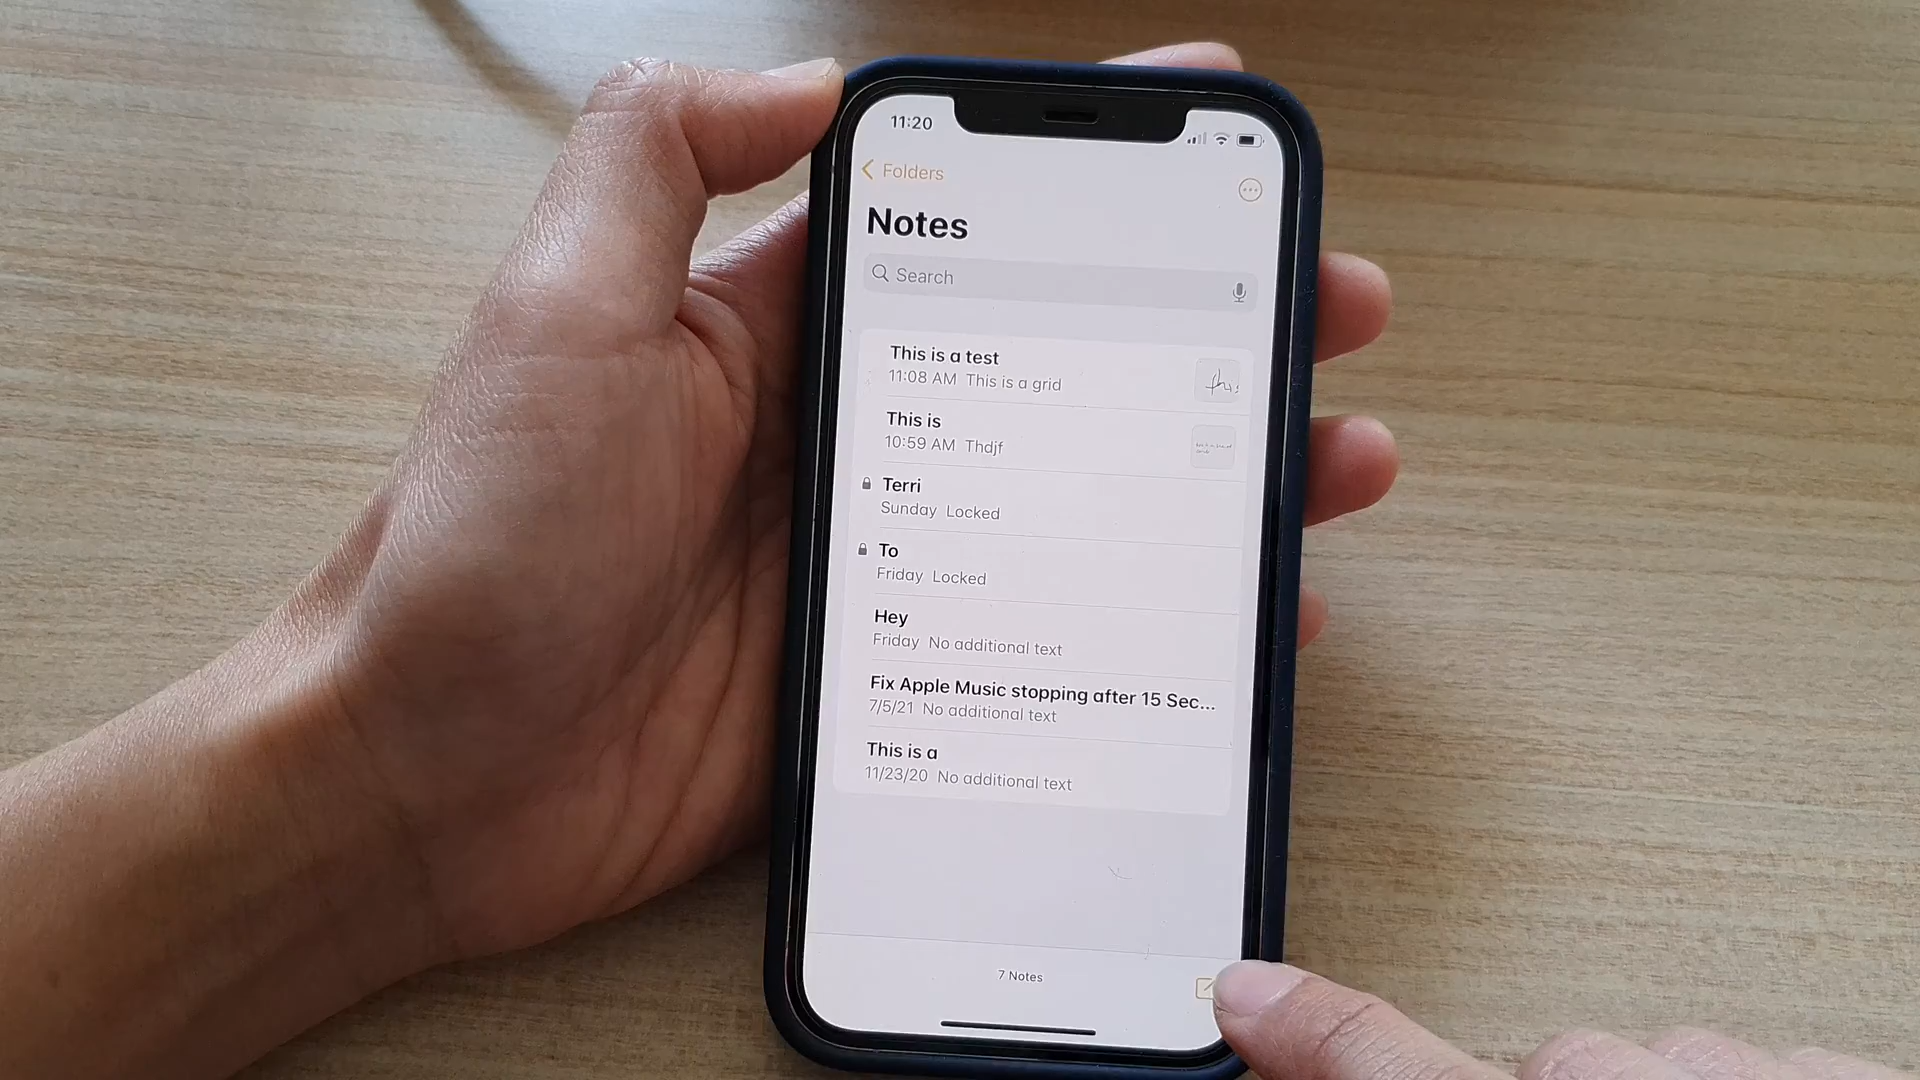 11:20
Folders
Notes
Search
This is a test
11:08 AM This is a grid
This is
10:59 AM Thdjf
Terri
Sunday Locked
To
Friday Locked
Hey
Friday No additional text
Fix Apple Music stopping after 15 Sec...
7/5/21 No additional text
This is a
11/23/20 No additional text
7 Notes